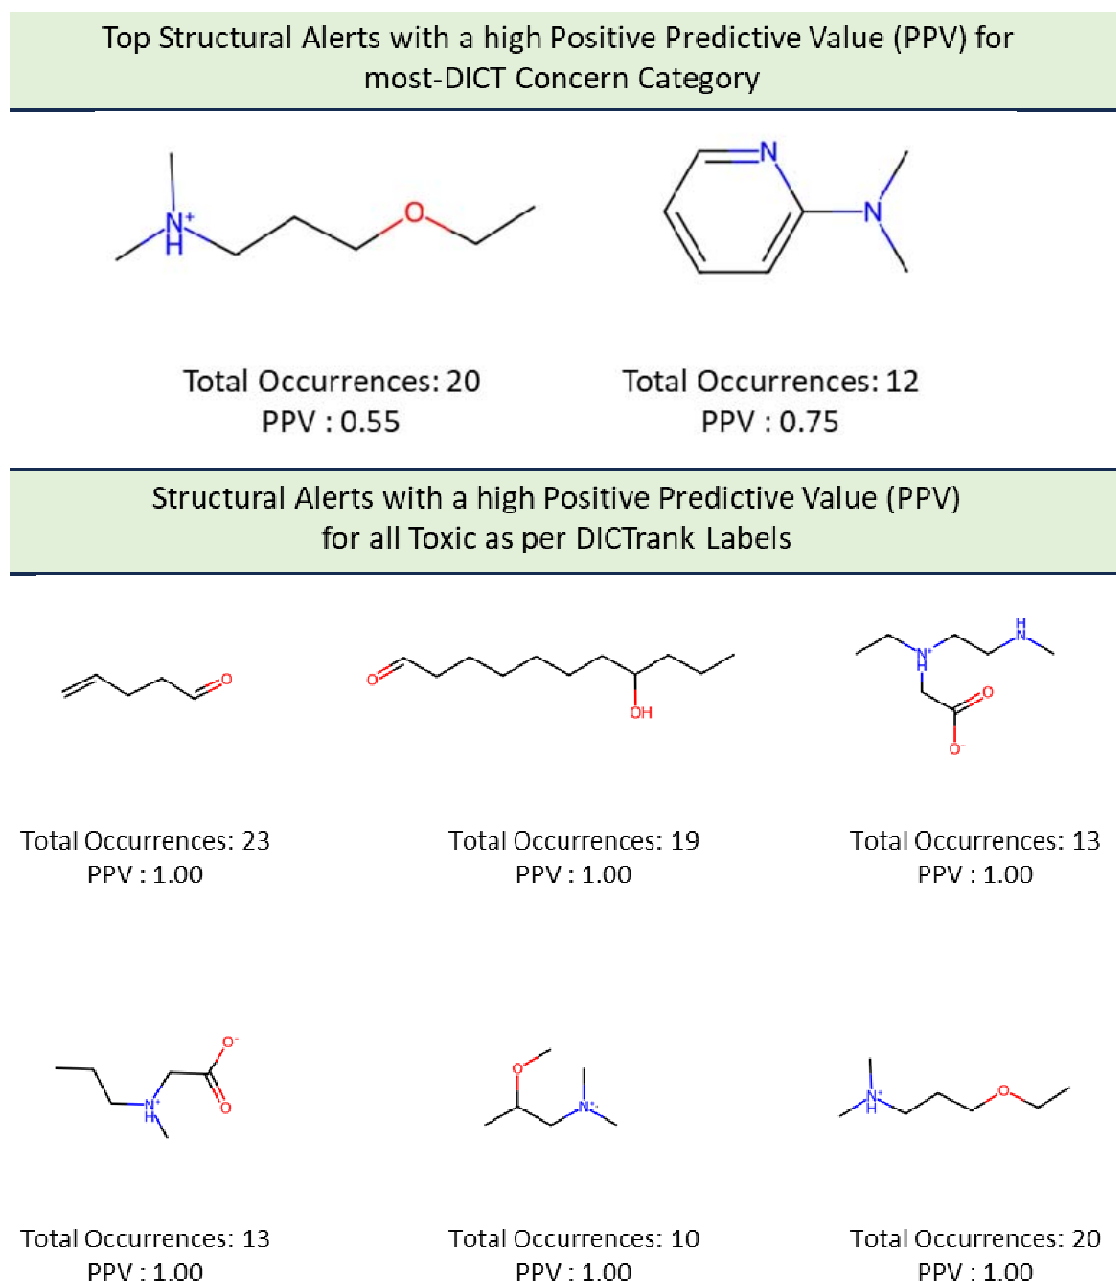 Top Structural Alerts with a high Positive Predictive Value (PPV) for
most-DICT Concern Category
N
N+
H
O
N
Total Occurrences: 20
PPV : 0.55
Total Occurrences: 12
PPV : 0.75
Structural Alerts with a high Positive Predictive Value (PPV)
for all Toxic as per DICTrank Labels
O
O
OH
H
N
N+
H
O
O-
Total Occurrences: 23
PPV : 1.00
Total Occurrences: 19
PPV : 1.00
Total Occurrences: 13
PPV : 1.00
O-
O
N+
H
O
N+
N+
H
O
Total Occurrences: 13
PPV : 1.00
Total Occurrences: 10
PPV : 1.00
Total Occurrences: 20
PPV : 1.00